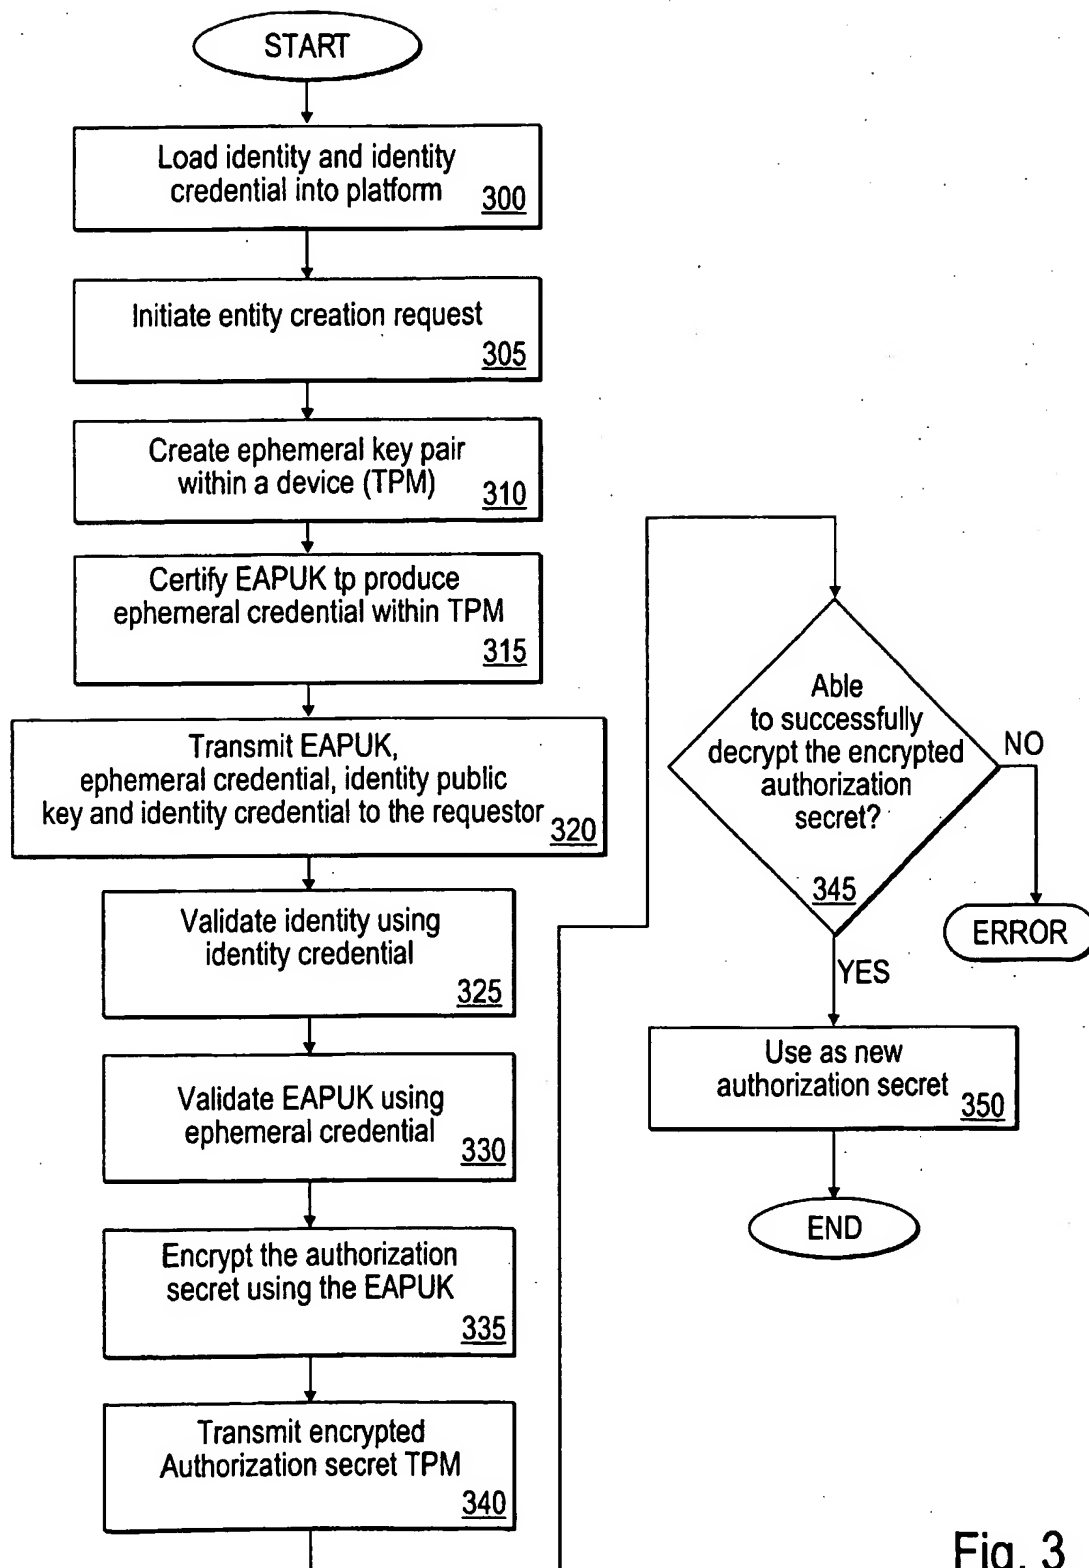 START
Load identity and identity
credential into platform
300
Initiate entity creation request
305
Create ephemeral key pair
within a device (TPM)
310
Certify EAPUK tp produce
ephemeral credential within TPM
315
Transmit EAPUK,
ephemeral credential, identity public
key and identity credential to the requestor
320
Validate identity using
identity credential
325
Validate EAPUK using
ephemeral credential
330
Encrypt the authorization
secret using the EAPUK
335
Transmit encrypted
Authorization secret TPM
340
Able
to successfully
decrypt the encrypted
authorization
secret?
345
NO
ERROR
YES
Use as new
authorization secret
350
END
Fig. 3